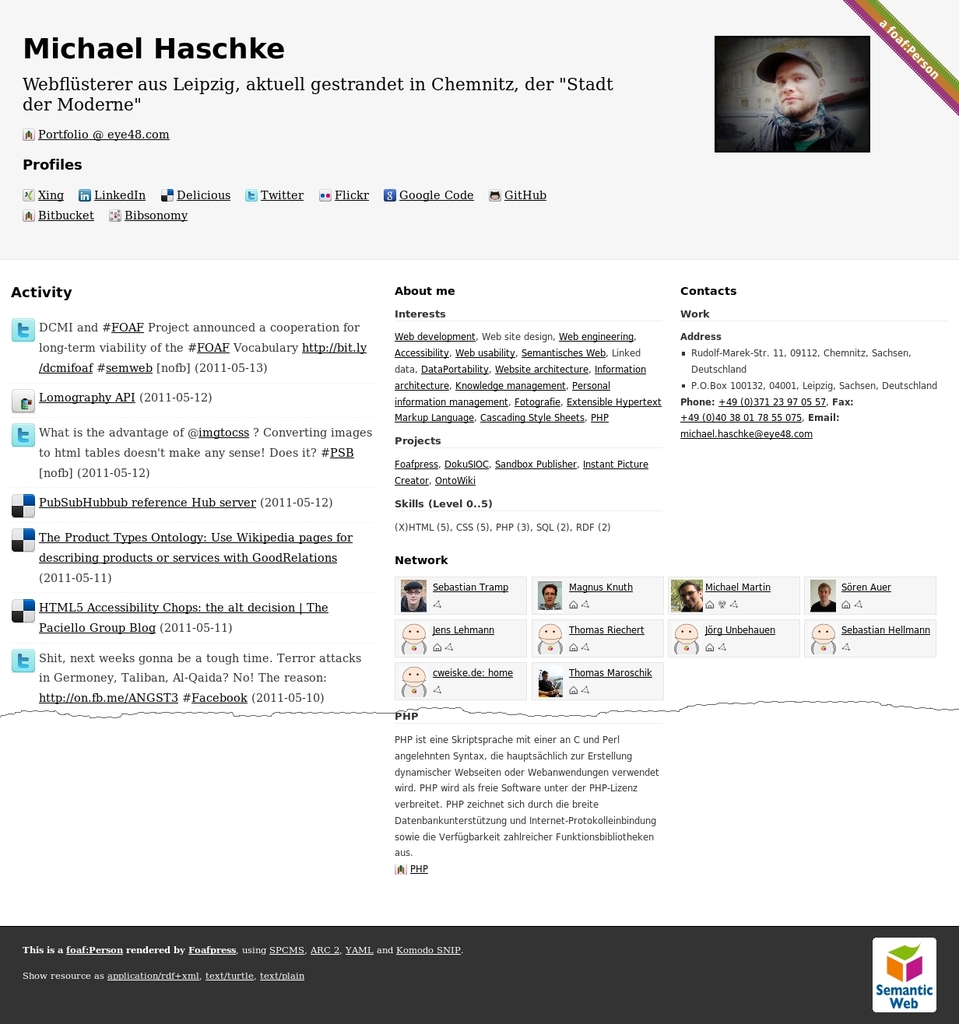 Michael Haschke
Webflüsterer aus Leipzig, aktuell gestrandet in Chemnitz, der "Stadt
der Moderne"
Portfolio @ eye48.com
Profiles
Xing LinkedIn Delicious Twitter Flickr Google Code GitHub
Bitbucket Bibsonomy
a foaf:Person
Activity
DCMI and #FOAF Project announced a cooperation for
long-term viability of the #FOAF Vocabulary http://bit.ly
/dcmifoaf #semweb [nofb] (2011-05-13)
Lomography API (2011-05-12)
What is the advantage of @imgtocss ? Converting images
to html tables doesn't make any sense! Does it? #PSB
[nofb] (2011-05-12)
PubSubHubbub reference Hub server (2011-05-12)
The Product Types Ontology: Use Wikipedia pages for
describing products or services with GoodRelations
(2011-05-11)
HTML5 Accessibility Chops: the alt decision | The
Paciello Group Blog (2011-05-11)
Shit, next weeks gonna be a tough time. Terror attacks
in Germoney, Taliban, Al-Qaida? No! The reason:
http://on.fb.me/ANGST3 #Facebook (2011-05-10)
About me
Interests
Web development, Web site design, Web engineering,
Accessibility, Web usability, Semantisches Web, Linked
data, DataPortability, Website architecture, Information
architecture, Knowledge management, Personal
information management, Fotografie, Extensible Hypertext
Markup Language, Cascading Style Sheets, PHP
Projects
Foafpress, DokuSIOC, Sandbox Publisher, Instant Picture
Creator, OntoWiki
Skills (Level 0..5)
(X)HTML (5), CSS (5), PHP (3), SQL (2), RDF (2)
Contacts
Work
Address
Rudolf-Marek-Str. 11, 09112, Chemnitz, Sachsen,
Deutschland
P.O.Box 100132, 04001, Leipzig, Sachsen, Deutschland
Phone: +49 (0)371 23 97 05 57, Fax:
+49 (0)40 38 01 78 55 075, Email:
michael.haschke@eye48.com
Network
Sebastian Tramp Magnus Knuth Michael Martin Sören Auer
Jens Lehmann Thomas Riechert Jörg Unbehauen Sebastian Hellmann
cweiske.de: home Thomas Maroschik
PHP
PHP ist eine Skriptsprache mit einer an C und Perl
angelehnten Syntax, die hauptsächlich zur Erstellung
dynamischer Webseiten oder Webanwendungen verwendet
wird. PHP wird als freie Software unter der PHP-Lizenz
verbreitet. PHP zeichnet sich durch die breite
Datenbankunterstützung und Internet-Protokolleinbindung
sowie die Verfügbarkeit zahlreicher Funktionsbibliotheken
aus.
PHP
This is a foaf:Person rendered by Foafpress, using SPCMS, ARC 2, YAML and Komodo SNIP.
Show resource as application/rdf+xml, text/turtle, text/plain
Semantic
Web